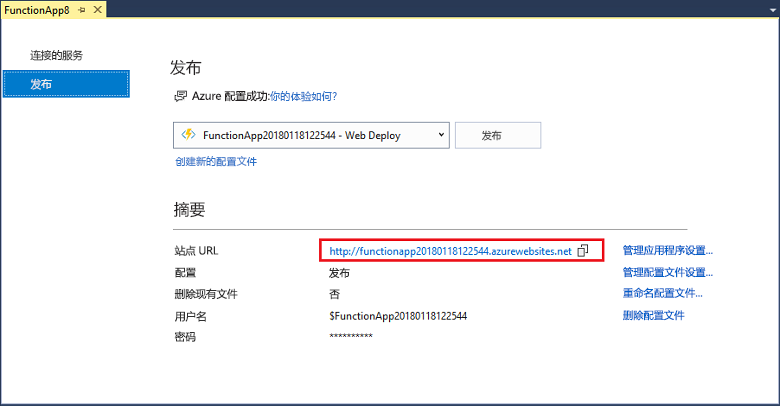 FunctionApp8
连接的服务
发布
发布
Azure 配置成功:你的体验如何?
FunctionApp20180118122544 - Web Deploy
发布
创建新的配置文件
摘要
站点 URL http://functionapp20180118122544.azurewebsites.net 管理应用程序设置...
配置 发布 管理配置文件设置...
删除现有文件 否 重命名配置文件...
用户名 $FunctionApp20180118122544 删除配置文件
密码 **********